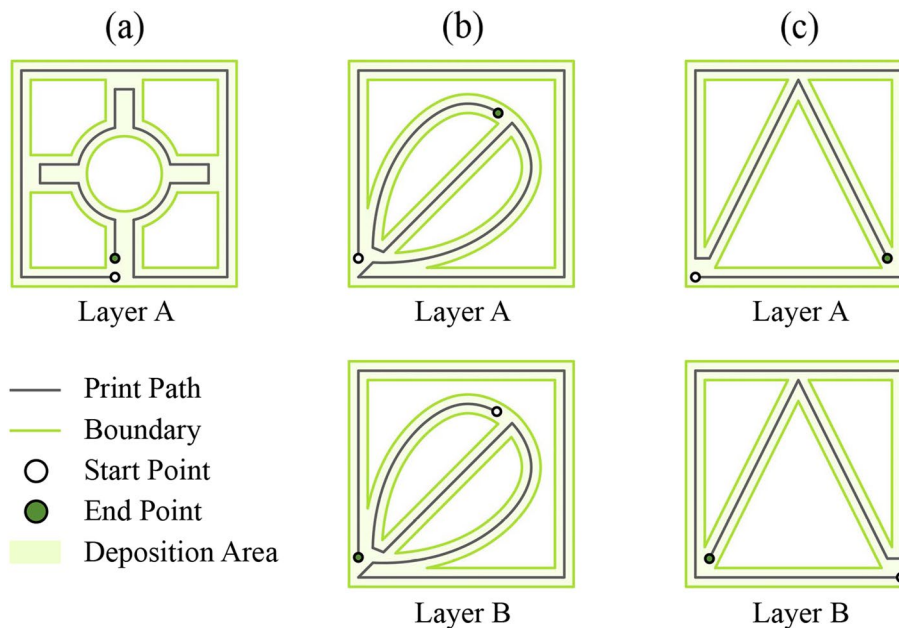 (a)
(b)
(c)
Layer A
Layer A
Layer A
Print Path
Boundary
Start Point
End Point
Deposition Area
Layer B
Layer B